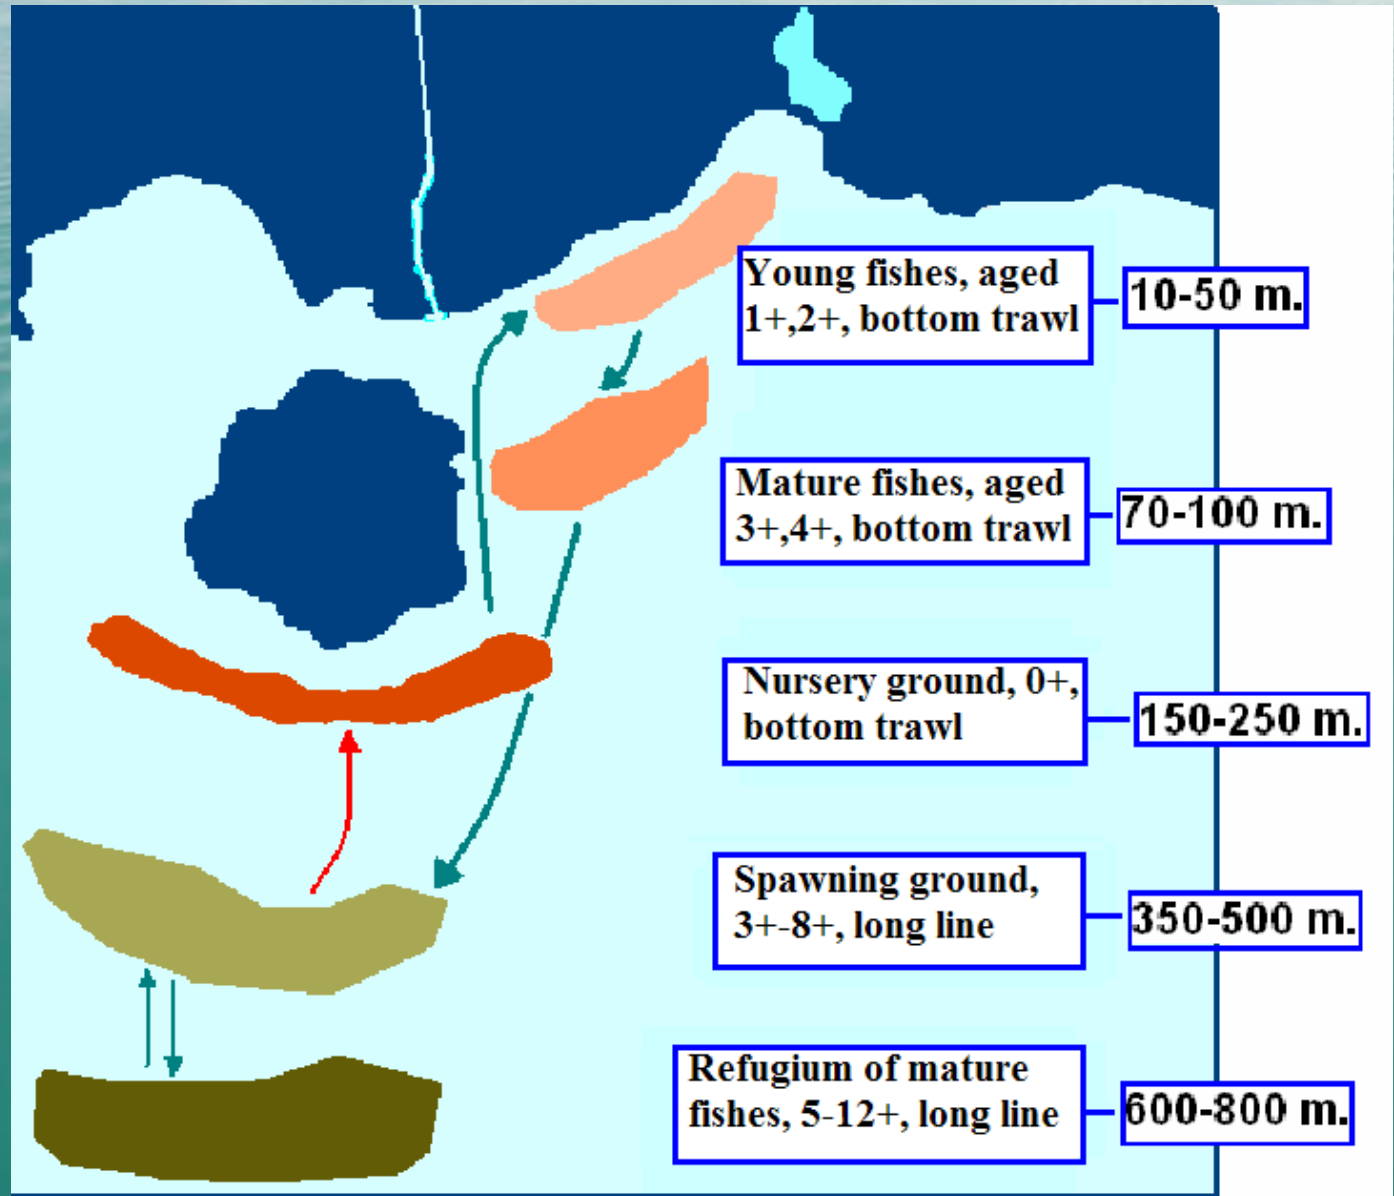 Young fishes, aged
1+,2+, bottom trawl
10-50 m.
Mature fishes, aged
3+,4+, bottom trawl
70-100 m.
Nursery ground, 0+,
bottom trawl
150-250 m.
Spawning ground,
3+-8+, long line
350-500 m.
Refugium of mature
fishes, 5-12+, long line
600-800 m.